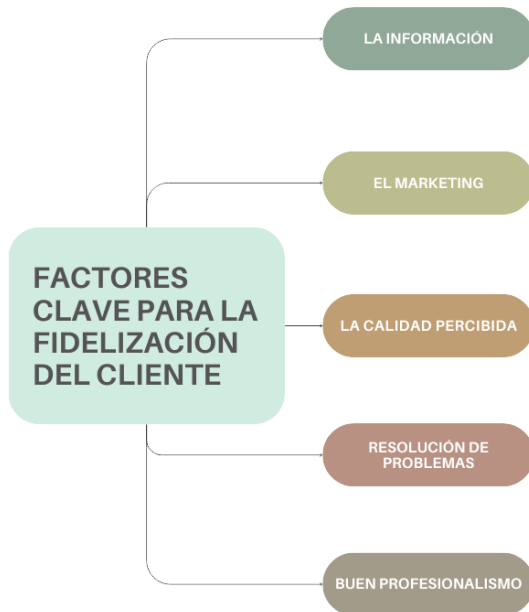 LA INFORMACIÓN
EL MARKETING
FACTORES
CLAVE PARA LA
FIDELIZACIÓN
DEL CLIENTE
LA CALIDAD PERCIBIDA
RESOLUCIÓN DE
PROBLEMAS
BUEN PROFESIONALISMO